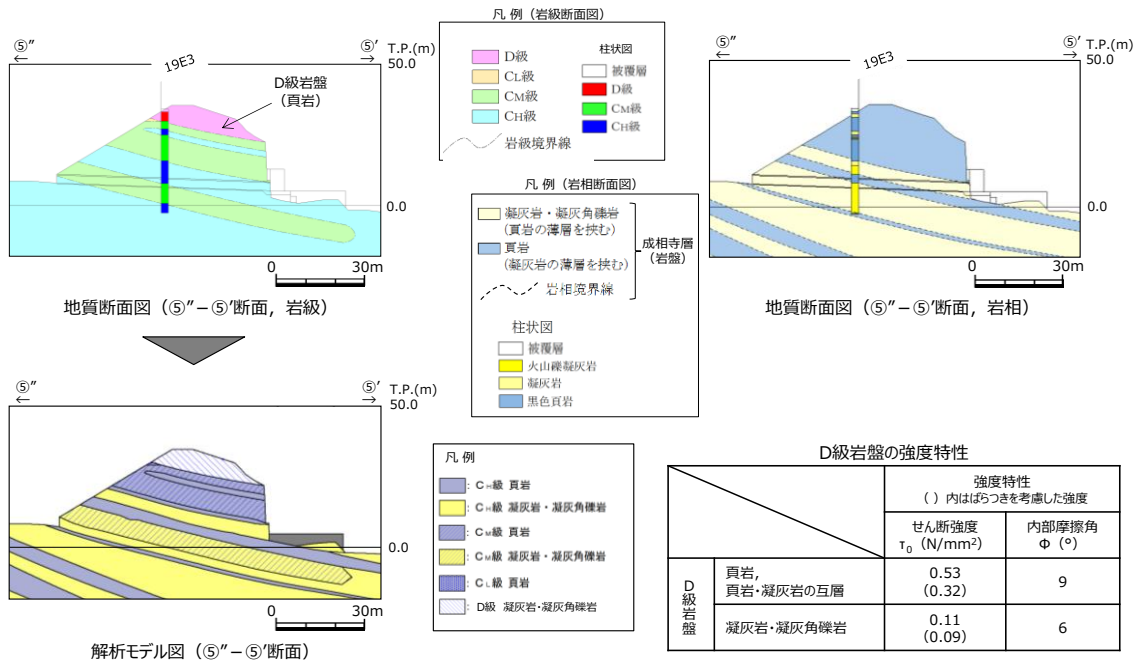 ⑤”
←
19E3
⑤’
→
T.P.(m)
50.0
D級岩盤
(頁岩)
0.0
0
30m
地質断面図(⑤”-⑤’断面,岩級)
凡 例(岩級断面図)
D級
CL級
CM級
CH級
岩級境界線
柱状図
被覆層
D級
CM級
CH級
凡 例(岩相断面図)
凝灰岩・凝灰角礫岩
(頁岩の薄層を挟む)
頁岩
(凝灰岩の薄層を挟む)
岩相境界線
成相寺層
(岩盤)
柱状図
被覆層
火山礫凝灰岩
凝灰岩
黒色頁岩
⑤”
←
19E3
⑤’
→
T.P.(m)
50.0
0.0
0
30m
地質断面図(⑤”-⑤’断面,岩相)
⑤”
←
⑤’
→
T.P.(m)
50.0
0.0
0
30m
解析モデル図(⑤”-⑤’断面)
凡 例
: CH級 頁岩
: CH級 凝灰岩・凝灰角礫岩
: CM級 頁岩
: CM級 凝灰岩・凝灰角礫岩
: CL級 頁岩
: D級 凝灰岩・凝灰角礫岩
D級岩盤の強度特性
強度特性
( )内はばらつきを考慮した強度
せん断強度
τ0(N/mm2)
内部摩擦角
Φ(°)
D級岩盤
頁岩,
頁岩・凝灰岩の互層
0.53
(0.32)
9
凝灰岩・凝灰角礫岩
0.11
(0.09)
6